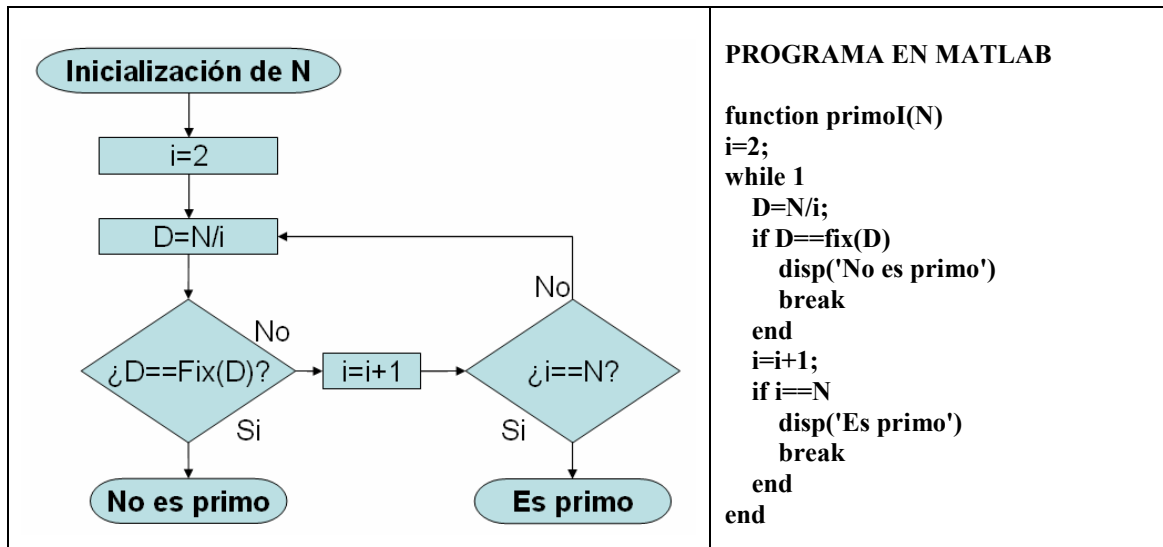 Inicialización de N
i=2
D=N/i
¿D==Fix(D)?
No
Si
i=i+1
¿i==N?
No
Si
No es primo
Es primo
PROGRAMA EN MATLAB
function primoI(N)
i=2;
while 1
D=N/i;
if D==fix(D)
disp('No es primo')
break
end
i=i+1;
if i==N
disp('Es primo')
break
end
end